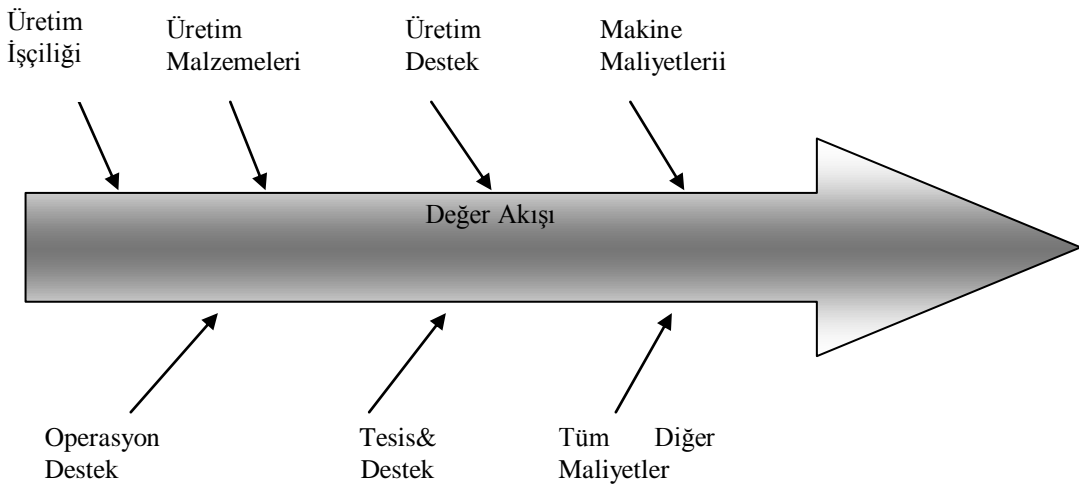 Üretim
İşçiliği
Üretim
Malzemeleri
Üretim
Destek
Makine
Maliyetlerii
Değer Akışı
Operasyon
Destek
Tesis&
Destek
Tüm Diğer
Maliyetler